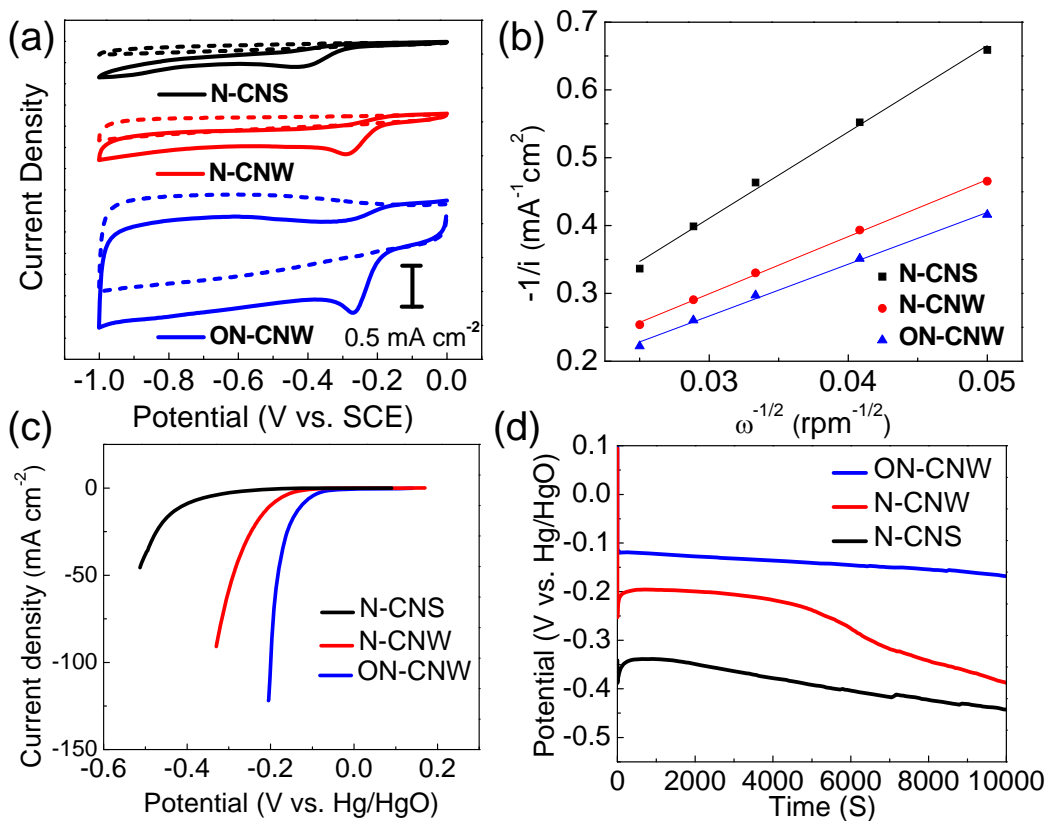 (a)
N-CNS
N-CNW
ON-CNW
0.5 mA cm⁻²
Current Density
-1.0 -0.8 -0.6 -0.4 -0.2 0.0
Potential (V vs. SCE)
(b)
0.7
0.6
0.5
0.4
0.3
0.2
-1/i (mA⁻¹cm²)
N-CNS
N-CNW
ON-CNW
0.03 0.04 0.05
ω⁻¹/² (rpm⁻¹/²)
(c)
0
-50
-100
-150
Current density (mA cm⁻²)
N-CNS
N-CNW
ON-CNW
-0.6 -0.4 -0.2 0.0 0.2
Potential (V vs. Hg/HgO)
(d)
0.1
0.0
-0.1
-0.2
-0.3
-0.4
-0.5
Potential (V vs. Hg/HgO)
ON-CNW
N-CNW
N-CNS
0 2000 4000 6000 8000 10000
Time (S)